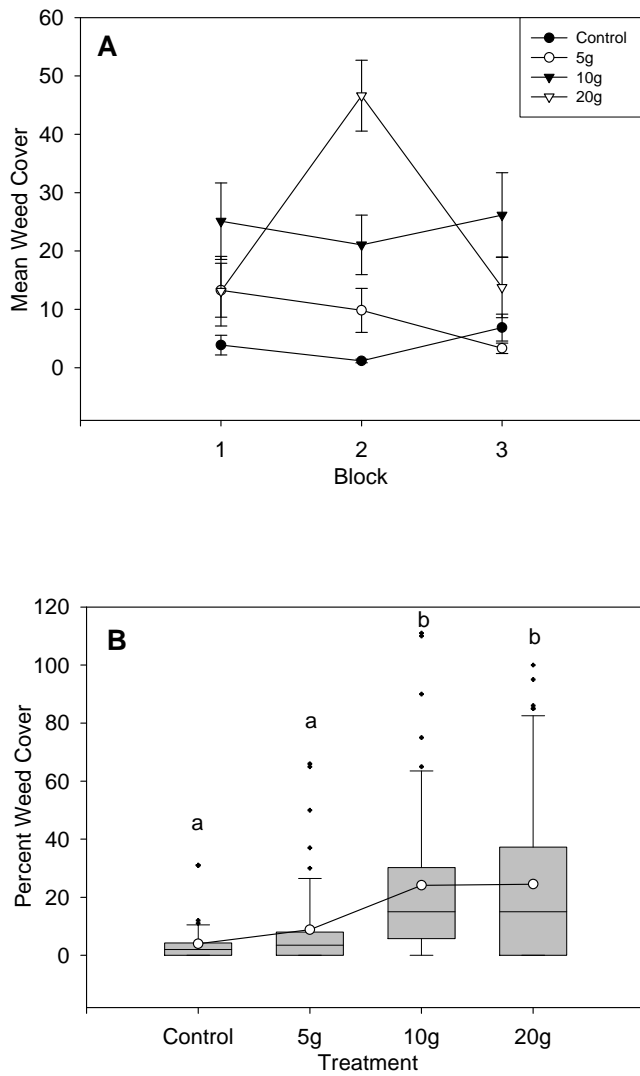 A
Control
5g
10g
20g
60
50
40
30
20
10
0
Mean Weed Cover
1 2 3
Block
B
120
100
80
60
40
20
0
Percent Weed Cover
a
a
b
b
Control 5g 10g 20g
Treatment